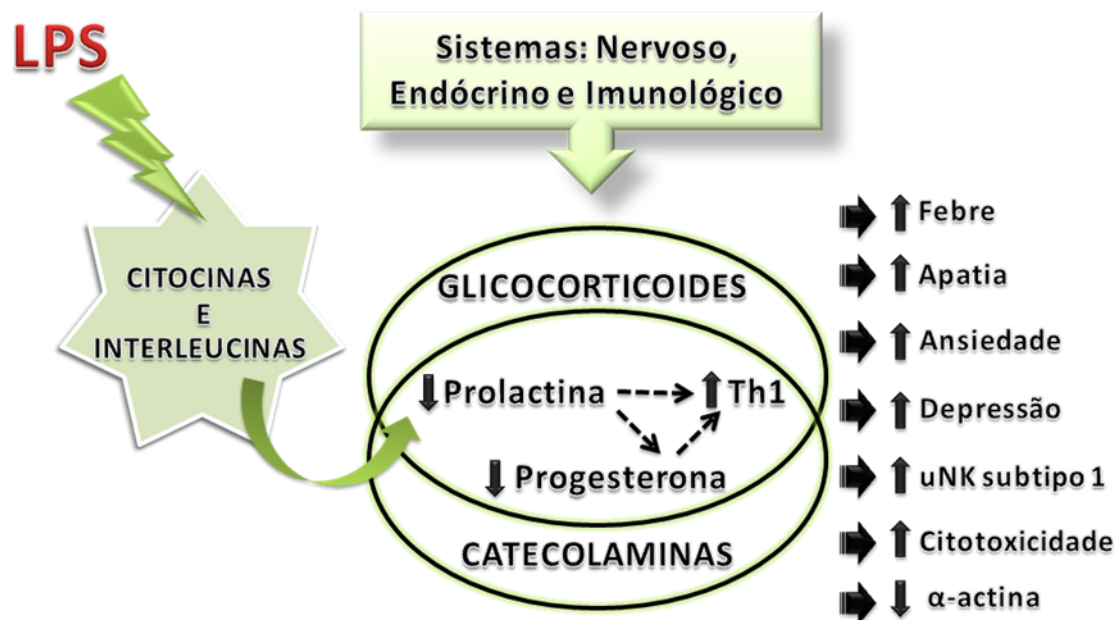 LPS
Sistemas: Nervoso,
Endócrino e Imunológico
CITOCINAS
E
INTERLEUCINAS
GLICOCORTICOIDES
Prolactina
Th1
Progesterona
CATECOLAMINAS
Febre
Apatia
Ansiedade
Depressão
uNK subtipo 1
Citotoxicidade
α-actina